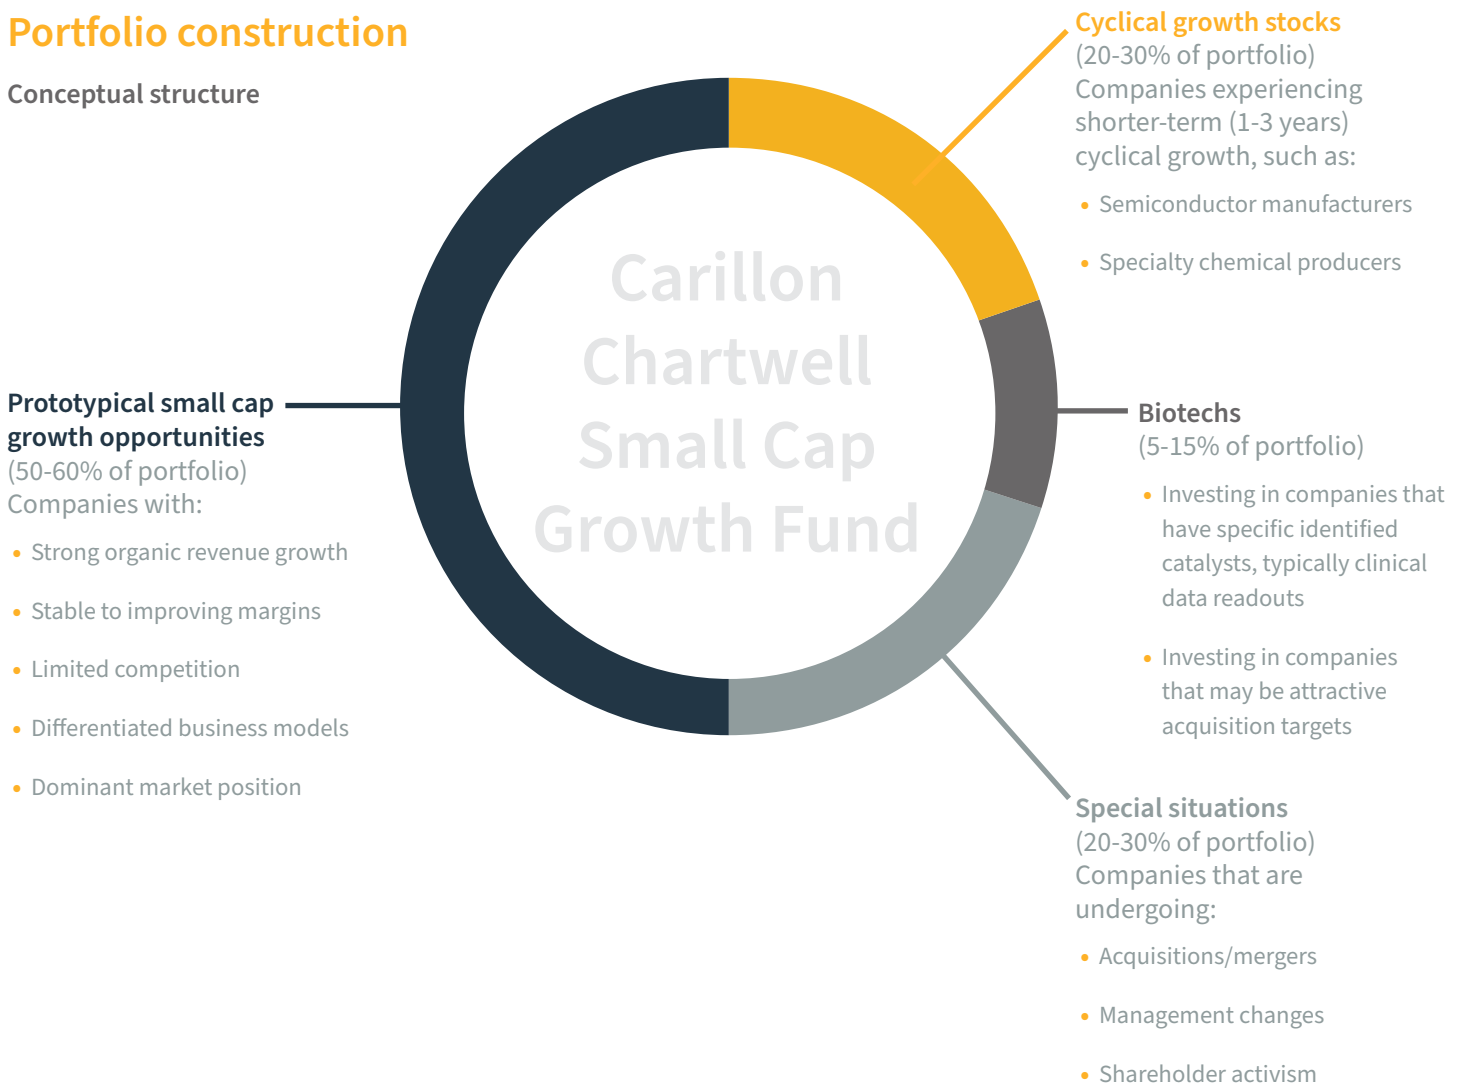 Portfolio construction
Conceptual structure
Cyclical growth stocks
(20-30% of portfolio)
Companies experiencing
shorter-term (1-3 years)
cyclical growth, such as:
• Semiconductor manufacturers
• Specialty chemical producers
Carillon
Chartwell
Small Cap
Growth Fund
Prototypical small cap
growth opportunities
(50-60% of portfolio)
Companies with:
• Strong organic revenue growth
• Stable to improving margins
• Limited competition
• Differentiated business models
• Dominant market position
Biotechs
(5-15% of portfolio)
• Investing in companies that
have specific identified
catalysts, typically clinical
data readouts
• Investing in companies
that may be attractive
acquisition targets
Special situations
(20-30% of portfolio)
Companies that are
undergoing:
• Acquisitions/mergers
• Management changes
• Shareholder activism